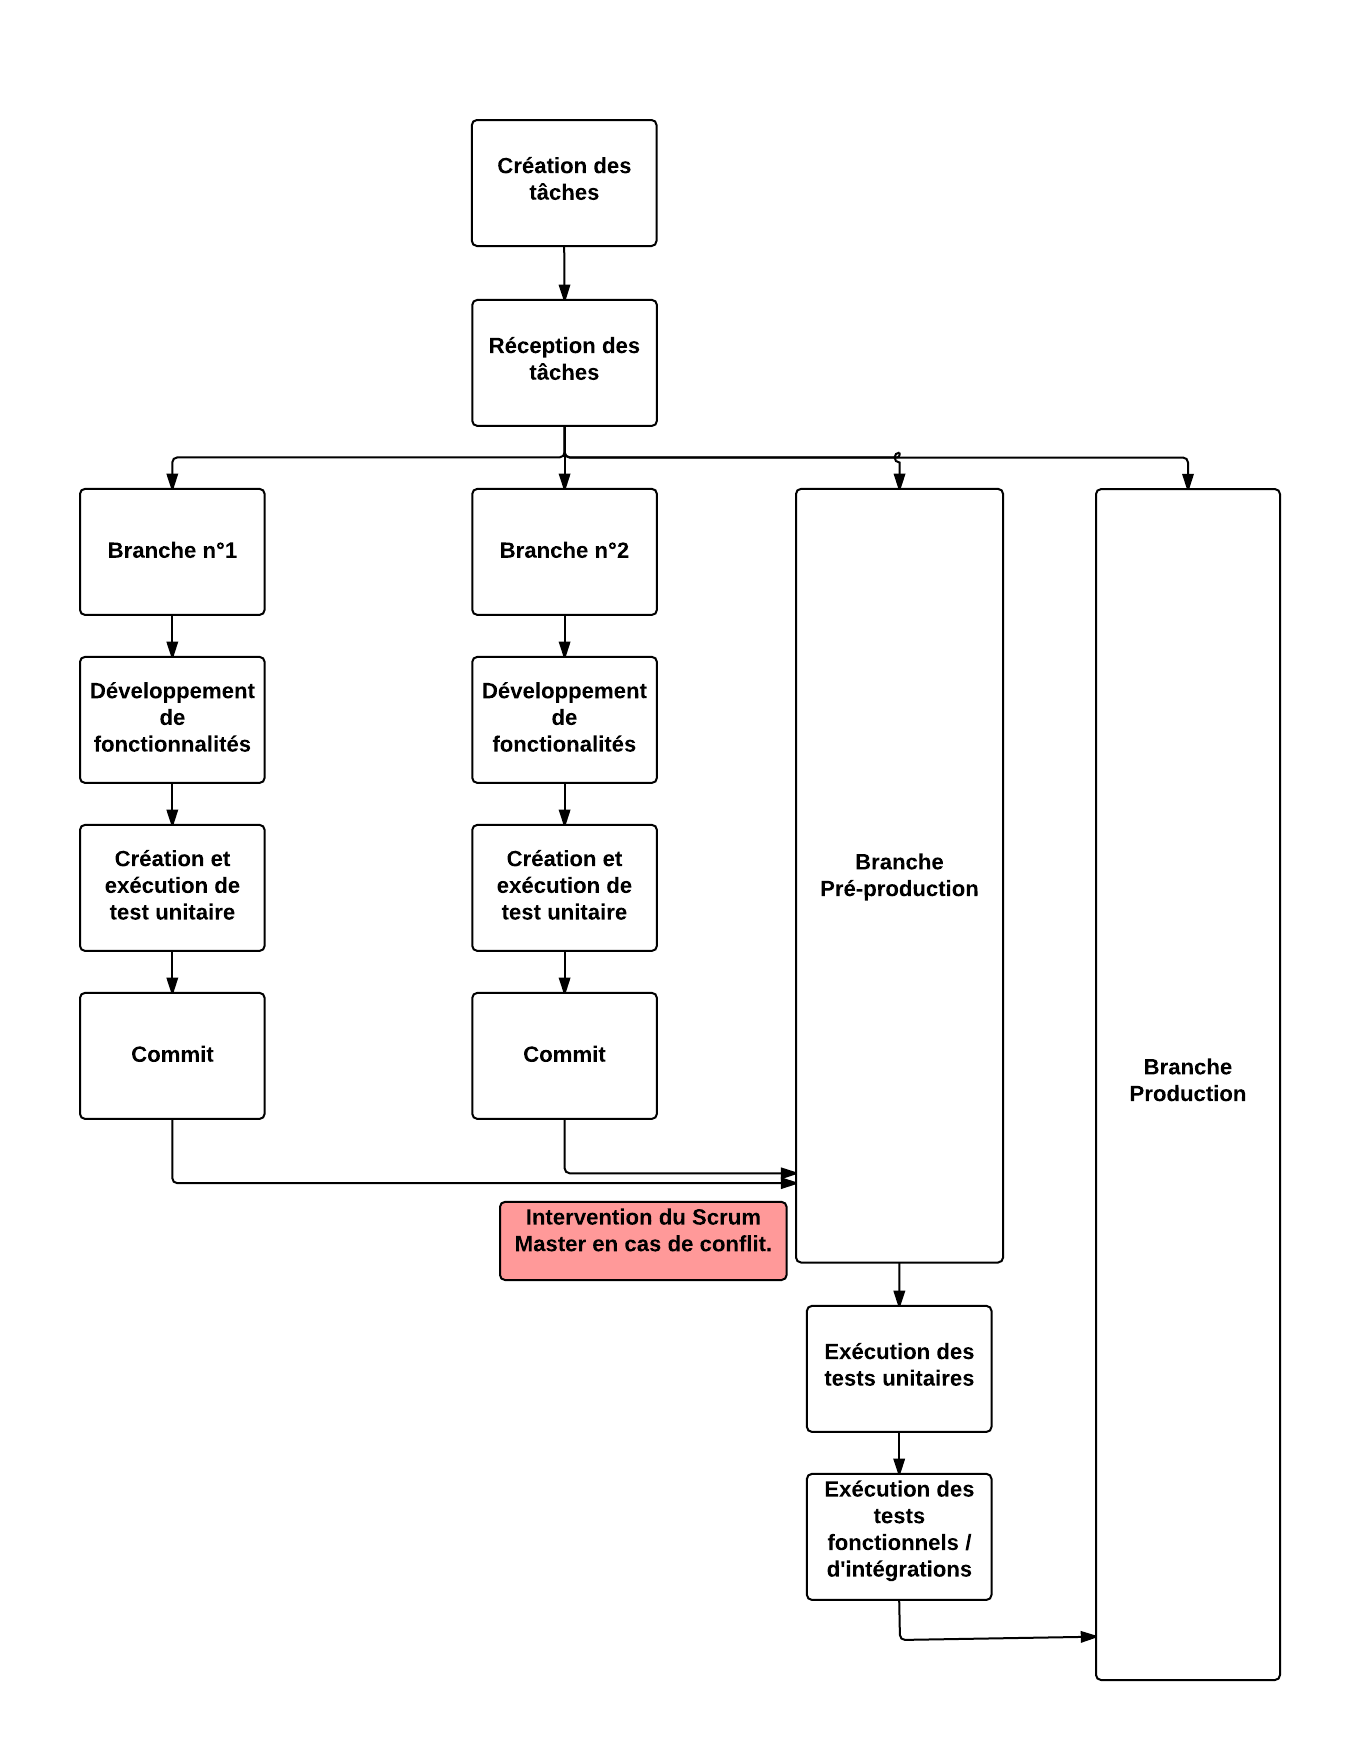 Création des
tâches
Réception des
tâches
Branche n°1
Branche n°2
Développement
de
fonctionnalités
Développement
de
fonctionalités
Création et
exécution de
test unitaire
Création et
exécution de
test unitaire
Branche
Pré-production
Commit
Commit
Branche
Production
Intervention du Scrum
Master en cas de conflit.
Exécution des
tests unitaires
Exécution des
tests
fonctionnels /
d'intégrations